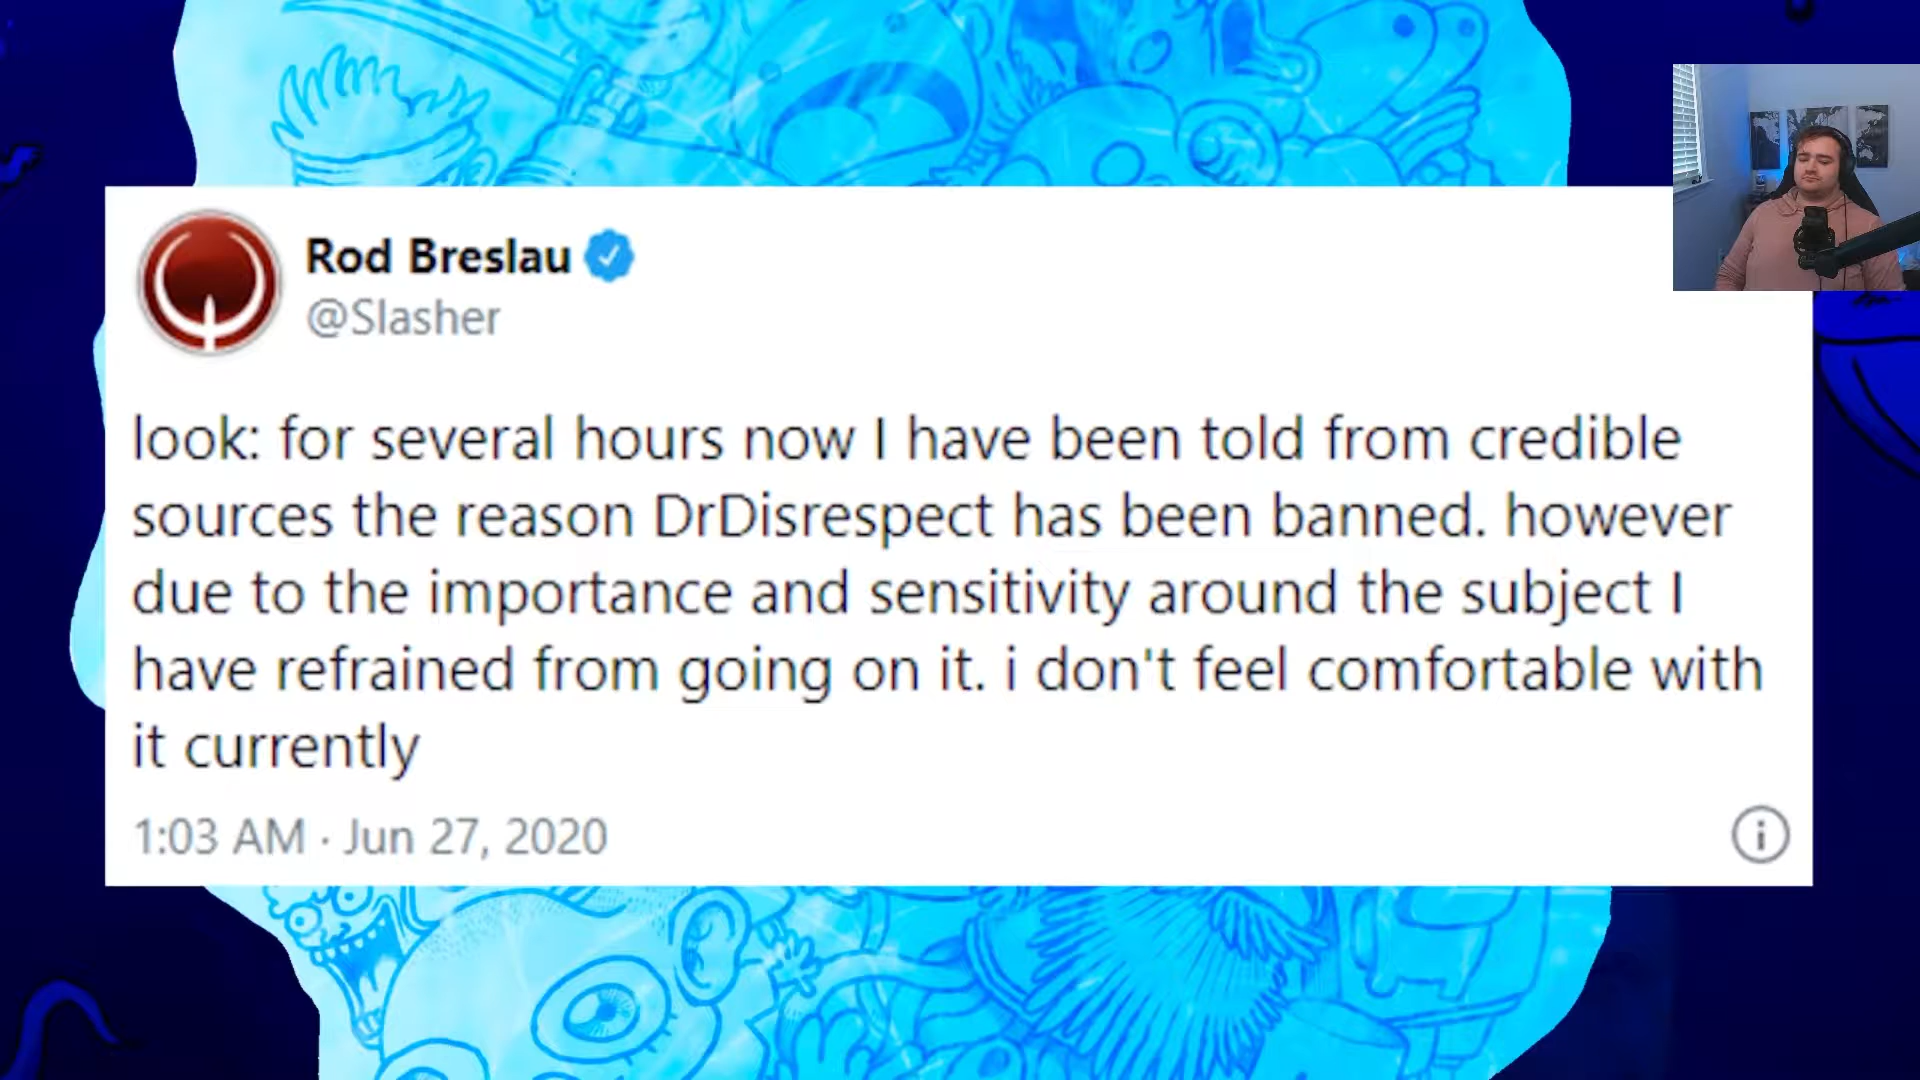 Rod Breslau
@Slasher
look: for several hours now I have been told from credible
sources the reason DrDisrespect has been banned. however
due to the importance and sensitivity around the subject I
have refrained from going on it. i don't feel comfortable with
it currently
1:03 AM · Jun 27, 2020